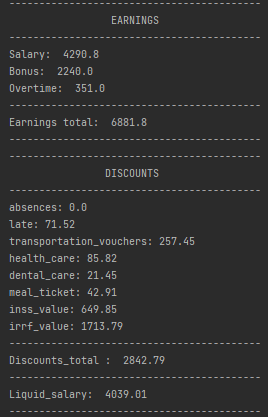 ----------------------------------------
EARNINGS
----------------------------------------
Salary:  4290.8
Bonus:  2240.0
Overtime:  351.0
----------------------------------------
Earnings total:  6881.8
----------------------------------------
----------------------------------------
DISCOUNTS
----------------------------------------
absences: 0.0
late: 71.52
transportation_vouchers: 257.45
health_care: 85.82
dental_care: 21.45
meal_ticket: 42.91
inss_value: 649.85
irrf_value: 1713.79
----------------------------------------
Discounts_total :  2842.79
----------------------------------------
Liquid_salary:  4039.01
----------------------------------------